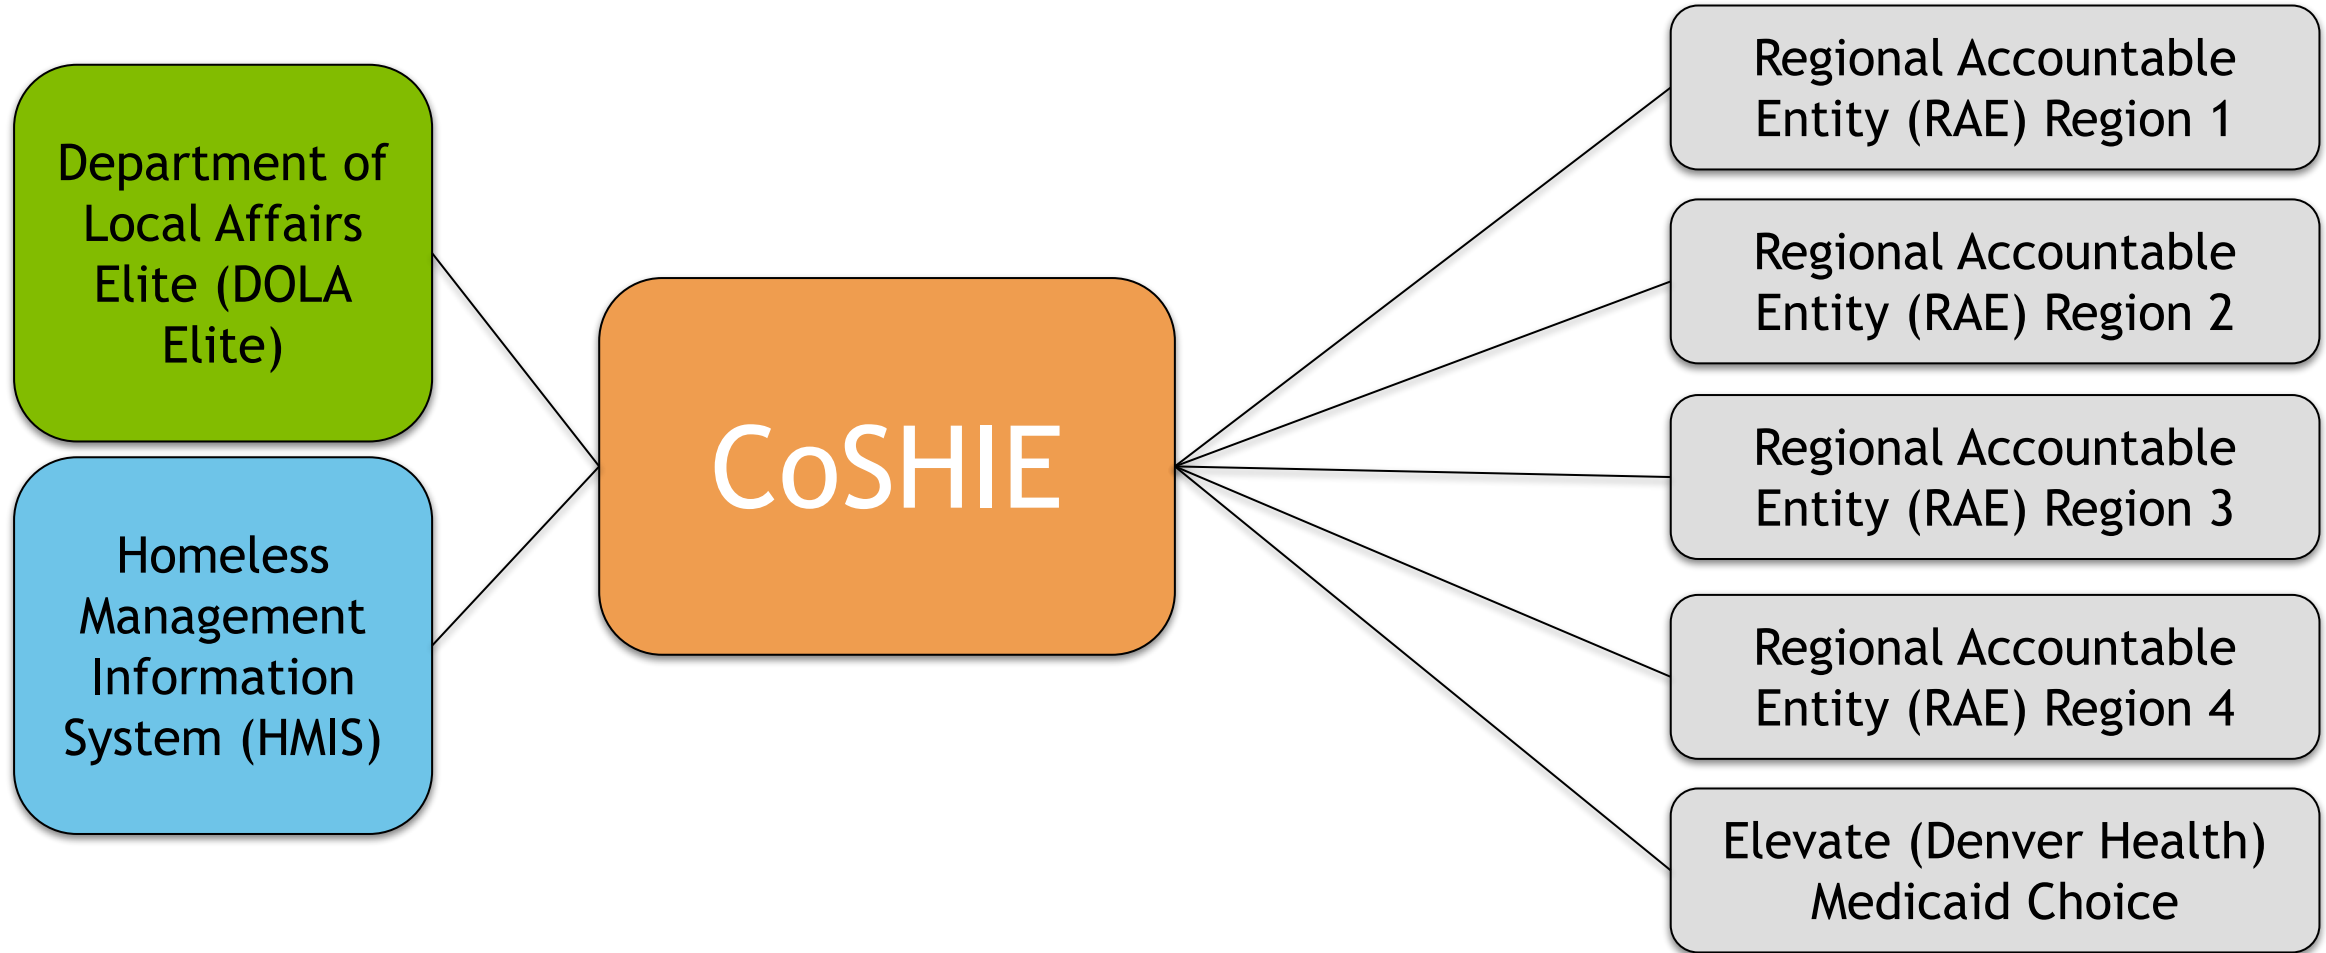 Department of
Local Affairs
Elite (DOLA
Elite)
Homeless
Management
Information
System (HMIS)
CoSHIE
Regional Accountable
Entity (RAE) Region 1
Regional Accountable
Entity (RAE) Region 2
Regional Accountable
Entity (RAE) Region 3
Regional Accountable
Entity (RAE) Region 4
Elevate (Denver Health)
Medicaid Choice